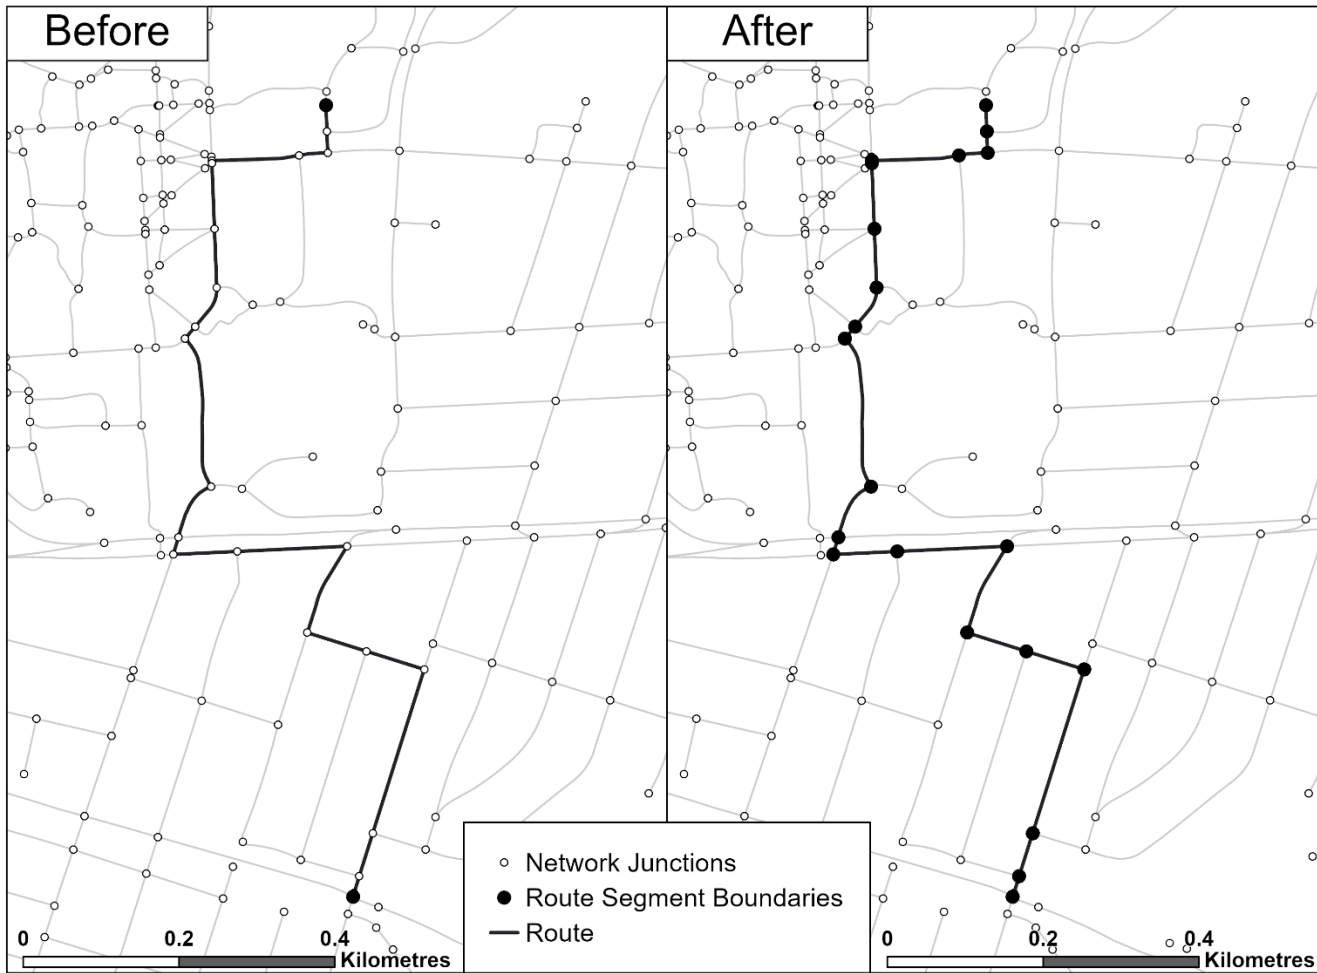 Before
After
Network Junctions
Route Segment Boundaries
Route
0 0.2 0.4
Kilometres
0 0.2 0.4
Kilometres